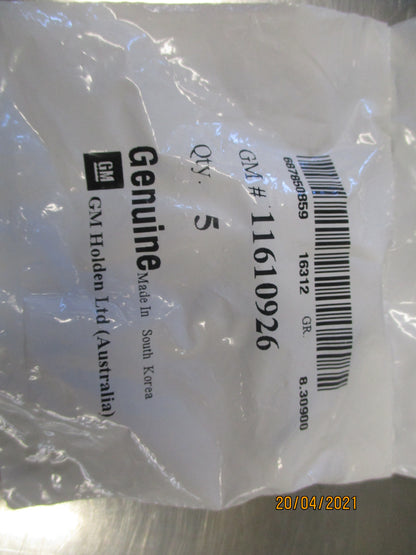 687850859 16312 GR. 8.30900
GM # 11610926
Qty. 5
Genuine Made In South Korea
GM GM Holden Ltd (Australia)
20/04/2021